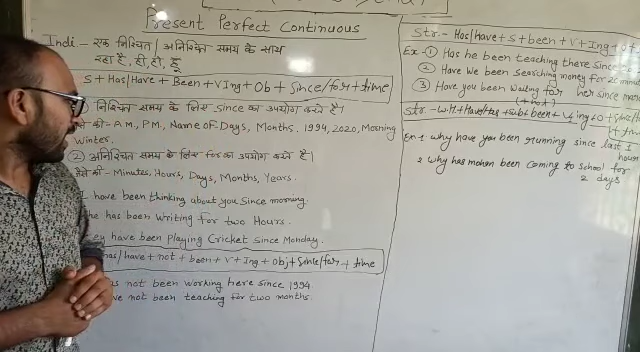 Present Perfect Continuous
Indi.- एक निश्चित / अनिश्चित समय के साथ
रहा है, ही, हो, हू
S + Has/Have + Been + VIng + Ob + Since/for + time
निश्चित समय के लिए Since का उपयोग करते है।
को- A.M., P.M., Name of Days, Months, 1994, 2020, Morning
Winter.
② अनिश्चित समय के लिए for का उपयोग करते है।
जैसे की- Minutes, Hours, Days, Months, Years.
have been thinking about you Since morning.
he has been Writing for two Hours.
have been playing Cricket Since Monday.
has/have + not + been + V + Ing + Obj + Since/for + time
not been working here since 1994
not been teaching for two months.
Str.- Has/have + S + been + V + Ing +
Ex- ① Has he been teaching there since
② Have we been Searching money for 20
③ Have you been waiting for her since
(+ not)
Str.- W.H. + Have/Has + Sub + been + V ing + O +
Ex- 1 why have you been running since last 1
hours
2 why has mohan been coming to school for
2 days